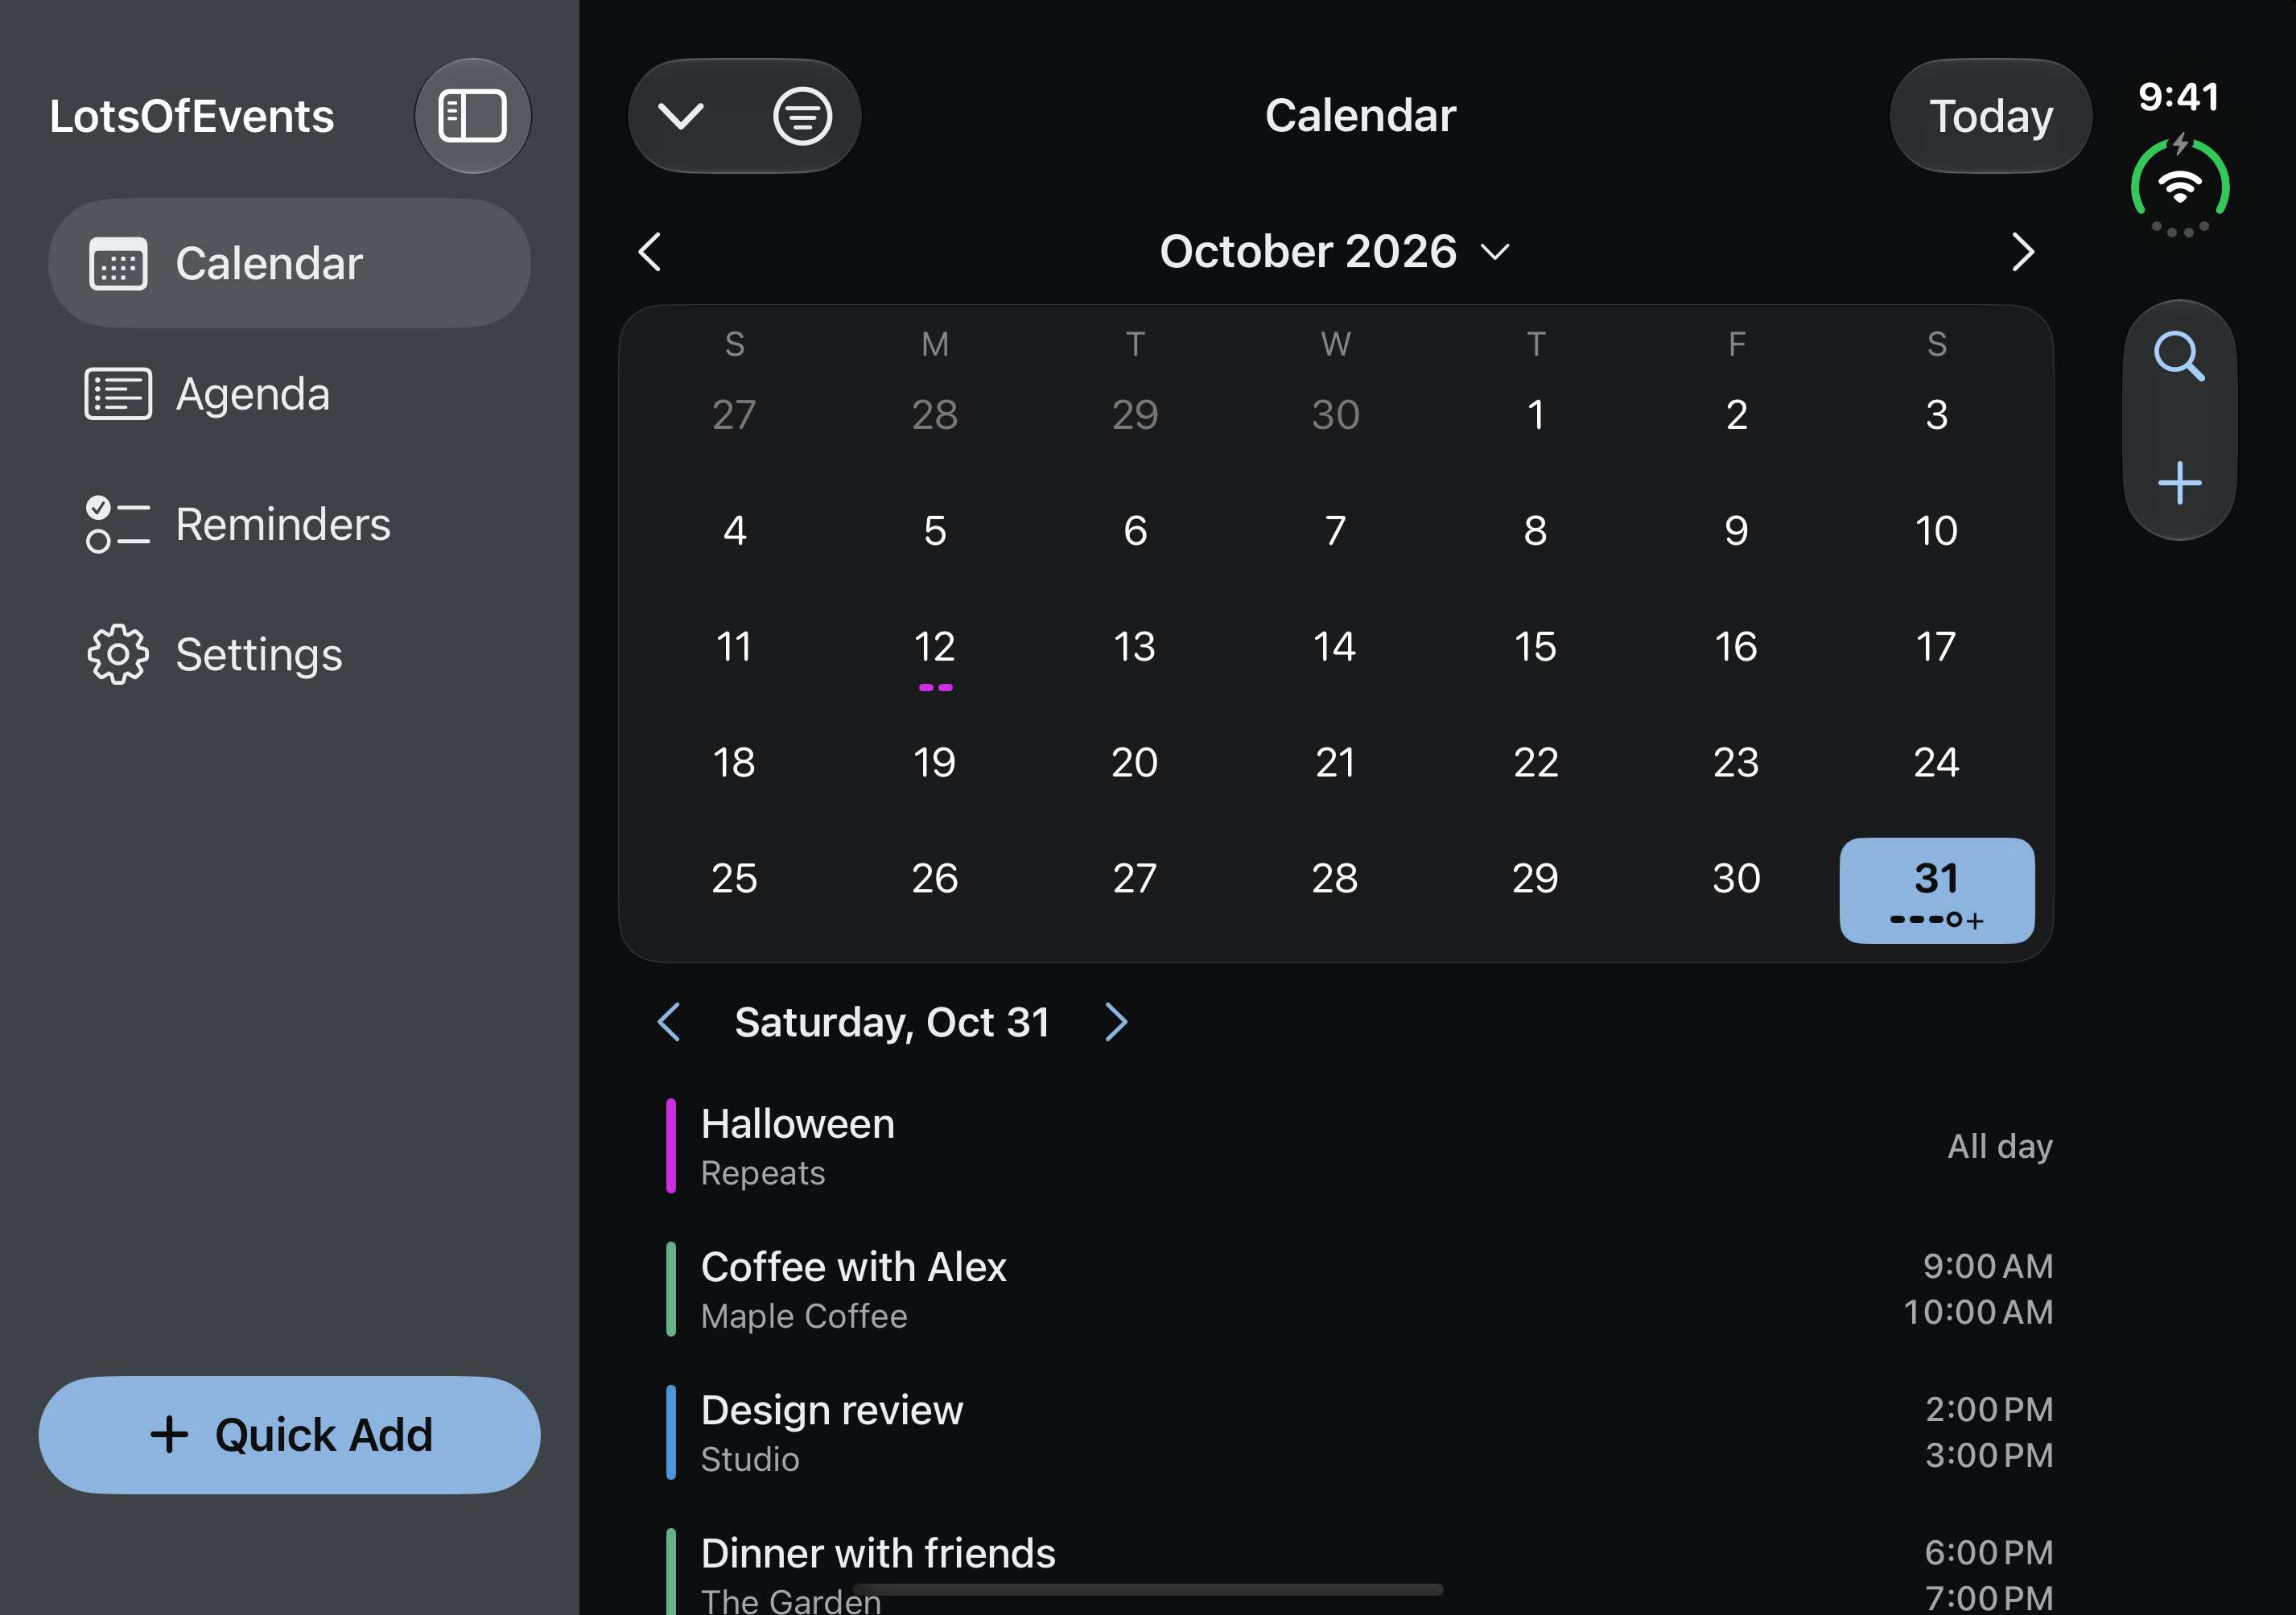 LotsOfEvents
Calendar
Agenda
Reminders
Settings
Quick Add
Calendar
Today
9:41
October 2026
S M T W T F S
27 28 29 30 1 2 3
4 5 6 7 8 9 10
11 12 13 14 15 16 17
18 19 20 21 22 23 24
25 26 27 28 29 30 31
Saturday, Oct 31
Halloween
Repeats
All day
Coffee with Alex
Maple Coffee
9:00 AM
10:00 AM
Design review
Studio
2:00 PM
3:00 PM
Dinner with friends
The Garden
6:00 PM
7:00 PM